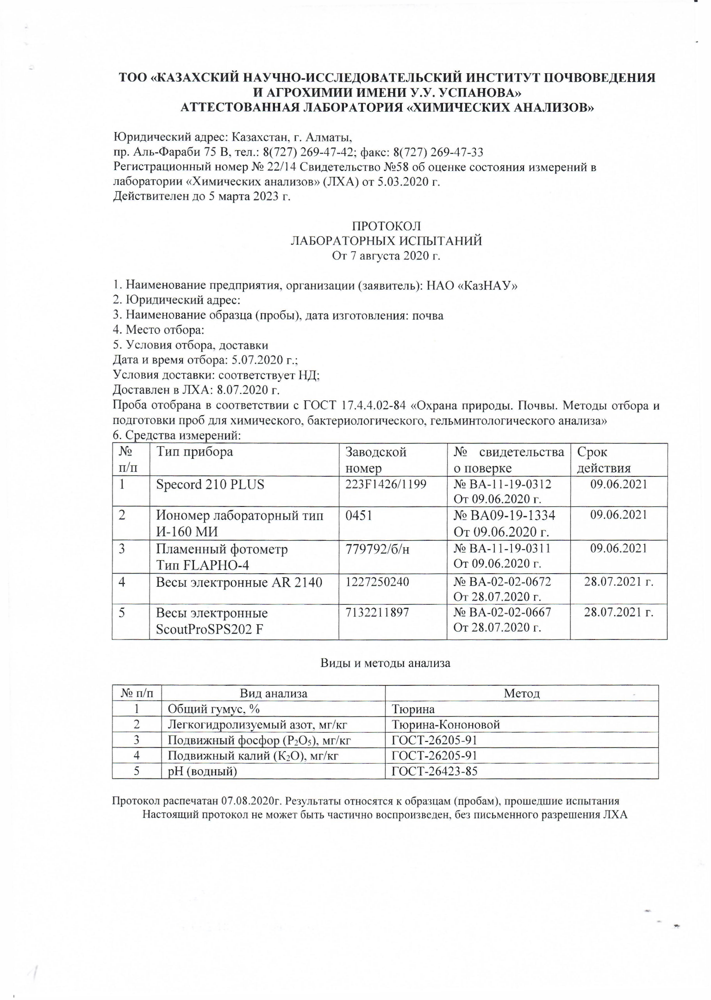 ТОО «КАЗАХСКИЙ НАУЧНО-ИССЛЕДОВАТЕЛЬСКИЙ ИНСТИТУТ ПОЧВОВЕДЕНИЯ
И АГРОХИМИИ ИМЕНИ У.У. УСПАНОВА»
АТТЕСТОВАННАЯ ЛАБОРАТОРИЯ «ХИМИЧЕСКИХ АНАЛИЗОВ»
Юридический адрес: Казахстан, г. Алматы,
пр. Аль-Фараби 75 В, тел.: 8(727) 269-47-42; факс: 8(727) 269-47-33
Регистрационный номер № 22/14 Свидетельство №58 об оценке состояния измерений в
лаборатории «Химических анализов» (ЛХА) от 5.03.2020 г.
Действителен до 5 марта 2023 г.
ПРОТОКОЛ
ЛАБОРАТОРНЫХ ИСПЫТАНИЙ
От 7 августа 2020 г.
1. Наименование предприятия, организации (заявитель): НАО «КазНАУ»
2. Юридический адрес:
3. Наименование образца (пробы), дата изготовления: почва
4. Место отбора:
5. Условия отбора, доставки
Дата и время отбора: 5.07.2020 г.;
Условия доставки: соответствует НД;
Доставлен в ЛХА: 8.07.2020 г.
Проба отобрана в соответствии с ГОСТ 17.4.4.02-84 «Охрана природы. Почвы. Методы отбора и
подготовки проб для химического, бактериологического, гельминтологического анализа»
6. Средства измерений:
№ Тип прибора Заводской № свидетельства Срок
п/п номер о поверке действия
1 Specord 210 PLUS 223F1426/1199 № ВА-11-19-0312 09.06.2021
От 09.06.2020 г.
2 Иономер лабораторный тип 0451 № ВА09-19-1334 09.06.2021
И-160 МИ От 09.06.2020 г.
3 Пламенный фотометр 779792/б/н № ВА-11-19-0311 09.06.2021
Тип FLAPHO-4 От 09.06.2020 г.
4 Весы электронные AR 2140 1227250240 № ВА-02-02-0672 28.07.2021 г.
От 28.07.2020 г.
5 Весы электронные 7132211897 № ВА-02-02-0667 28.07.2021 г.
ScoutProSPS202 F От 28.07.2020 г.
Виды и методы анализа
№ п/п Вид анализа Метод
1 Общий гумус, % Тюрина
2 Легкогидролизуемый азот, мг/кг Тюрина-Кононовой
3 Подвижный фосфор (P₂O₅), мг/кг ГОСТ-26205-91
4 Подвижный калий (K₂O), мг/кг ГОСТ-26205-91
5 pH (водный) ГОСТ-26423-85
Протокол распечатан 07.08.2020г. Результаты относятся к образцам (пробам), прошедшие испытания
Настоящий протокол не может быть частично воспроизведен, без письменного разрешения ЛХА
1